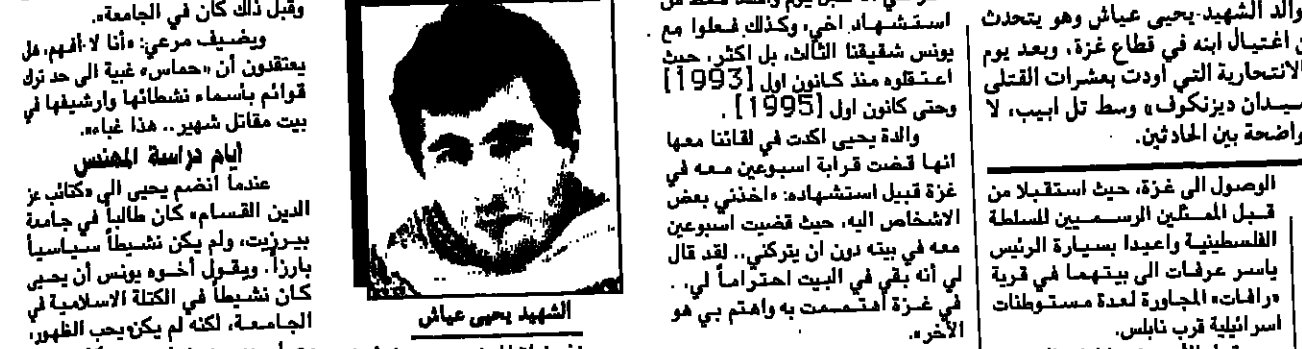 والد الشهيد يحيى عياش وهو يتحدث
اغتيال ابنه في قطاع غزة، وبعد يوم
الانتحارية التي اودت بعشرات القتلى
ميدان ديزنكوف» وسط تل ابيب، لا
واضحة بين الحادثين.
الوصول الى غزة، حيث استقبلا من
قبل الممثلين الرسميين للسلطة
الفلسطينية واعيدا بسيارة الرئيس
ياسر عرفات الى بيتهما في قرية
«رافات» المجاورة لعدة مستوطنات
اسرائيلية قرب نابلس.
استشهاد اخي، وكذلك فعلوا مع
يونس شقيقنا الثالث، بل اكثر، حيث
اعتقلوه منذ كانون اول [1993]
وحتى كانون اول [1995].
والدة يحيى اكدت في لقائنا معها
انها قضت قرابة اسبوعين معه في
غزة قبيل استشهاده: «اخذني بعض
الاشخاص اليه، حيث قضيت اسبوعين
معه في بيته دون ان يتركني.. لقد قال
لي أنه بقي في البيت احتراماً لي،
في غزة اهتممت به واهتم بي هو
الأخر».
الشهيد يحيى عياش
وقبل ذلك كان في الجامعة».
ويضيف مرعي: «أنا لا أفهم، هل
يعتقدون أن «حماس» غبية الى حد ترك
قوائم بأسماء نشطائها وارشيفها في
بيت مقاتل شهير.. هذا غباء».
أيام دراسة المهندس
عندما انضم يحيى الى «كتائب عز
الدين القسام» كان طالباً في جامعة
بيرزيت، ولم يكن نشيطاً سياسياً
بارزاً. ويقول أخوه يونس أن يحيى
كان نشيطاً في الكتلة الاسلامية في
الجامعة، لكنه لم يكن يحب الظهور،